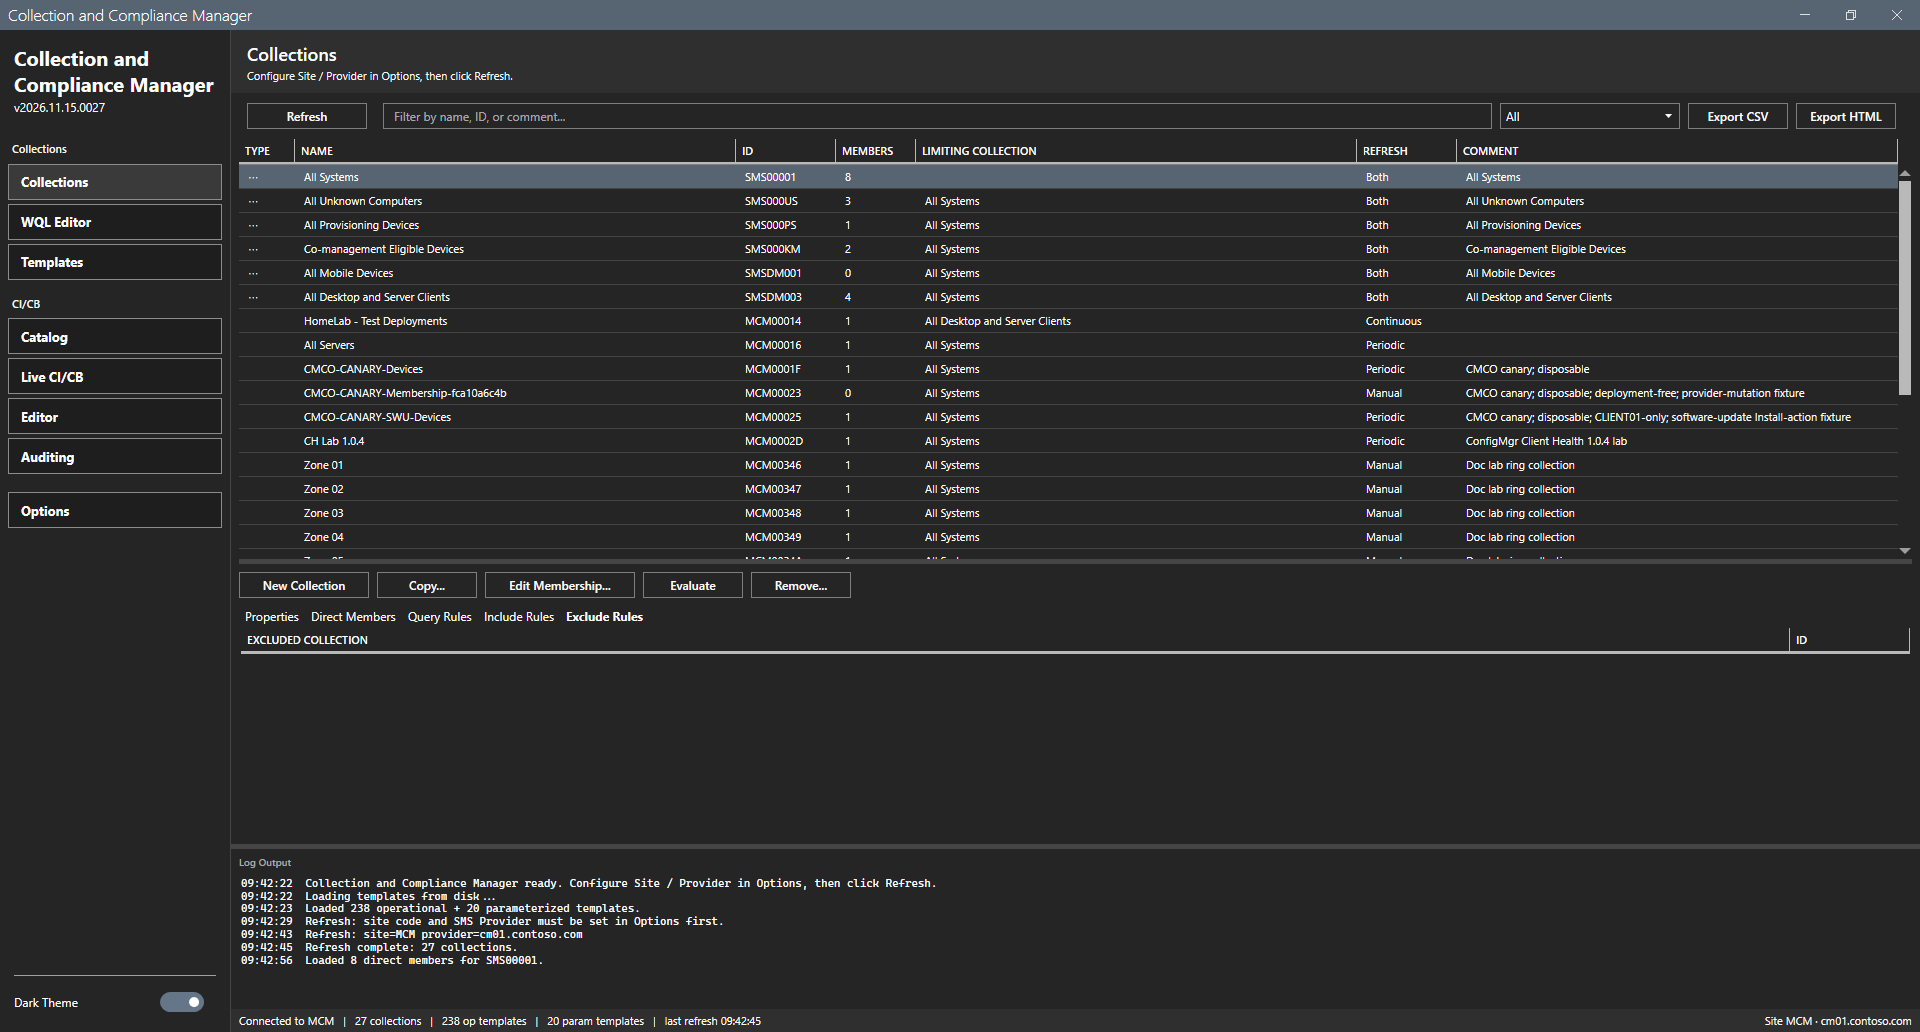 Collection and Compliance Manager
Collection and
Compliance Manager
v2026.11.15.0027
Collections
Collections
WQL Editor
Templates
CI/CB
Catalog
Live CI/CB
Editor
Auditing
Options
Dark Theme
Collections
Configure Site / Provider in Options, then click Refresh.
Refresh Filter by name, ID, or comment... All Export CSV Export HTML
TYPE NAME ID MEMBERS LIMITING COLLECTION REFRESH COMMENT
... All Systems SMS00001 8 Both All Systems
... All Unknown Computers SMS000US 3 All Systems Both All Unknown Computers
... All Provisioning Devices SMS000PS 1 All Systems Both All Provisioning Devices
... Co-management Eligible Devices SMS000KM 2 All Systems Both Co-management Eligible Devices
... All Mobile Devices SMSDM001 0 All Systems Both All Mobile Devices
... All Desktop and Server Clients SMSDM003 4 All Systems Both All Desktop and Server Clients
HomeLab - Test Deployments MCM00014 1 All Desktop and Server Clients Continuous
All Servers MCM00016 1 All Systems Periodic
CMCO-CANARY-Devices MCM0001F 1 All Systems Periodic CMCO canary; disposable
CMCO-CANARY-Membership-fca10a6c4b MCM00023 0 All Systems Manual CMCO canary; disposable; deployment-free; provider-mutation fixture
CMCO-CANARY-SWU-Devices MCM00025 1 All Systems Periodic CMCO canary; disposable; CLIENT01-only; software-update Install-action fixture
CH Lab 1.0.4 MCM0002D 1 All Systems Periodic ConfigMgr Client Health 1.0.4 lab
Zone 01 MCM00346 1 All Systems Manual Doc lab ring collection
Zone 02 MCM00347 1 All Systems Manual Doc lab ring collection
Zone 03 MCM00348 1 All Systems Manual Doc lab ring collection
Zone 04 MCM00349 1 All Systems Manual Doc lab ring collection
New Collection Copy... Edit Membership... Evaluate Remove...
Properties Direct Members Query Rules Include Rules Exclude Rules
EXCLUDED COLLECTION ID
Log Output
09:42:22 Collection and Compliance Manager ready. Configure Site / Provider in Options, then click Refresh.
09:42:22 Loading templates from disk...
09:42:23 Loaded 238 operational + 20 parameterized templates.
09:42:29 Refresh: site code and SMS Provider must be set in Options first.
09:42:43 Refresh: site=MCM provider=cm01.contoso.com
09:42:45 Refresh complete: 27 collections.
09:42:56 Loaded 8 direct members for SMS00001.
Connected to MCM | 27 collections | 238 op templates | 20 param templates | last refresh 09:42:45 Site MCM · cm01.contoso.com